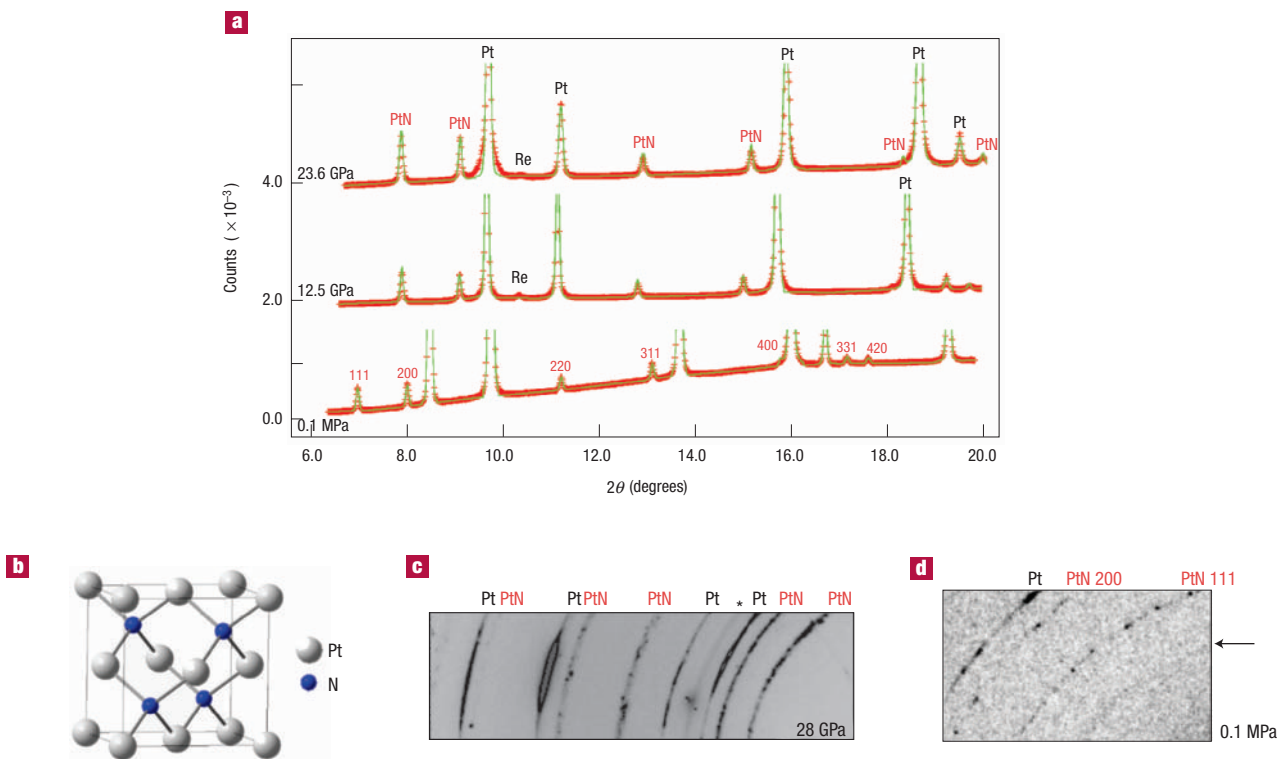 a
Pt Pt Pt
Pt
PtN PtN Re PtN PtN PtN Pt PtN
23.6 GPa
4.0
Counts ( × 10⁻³)
Pt
Re
12.5 GPa
2.0
111 200 220 311 400 331 420
0.0
0.1 MPa
6.0 8.0 10.0 12.0 14.0 16.0 18.0 20.0
2θ (degrees)
b
Pt
N
c
Pt PtN Pt PtN PtN Pt * Pt PtN PtN
28 GPa
d
Pt PtN 200 PtN 111
0.1 MPa